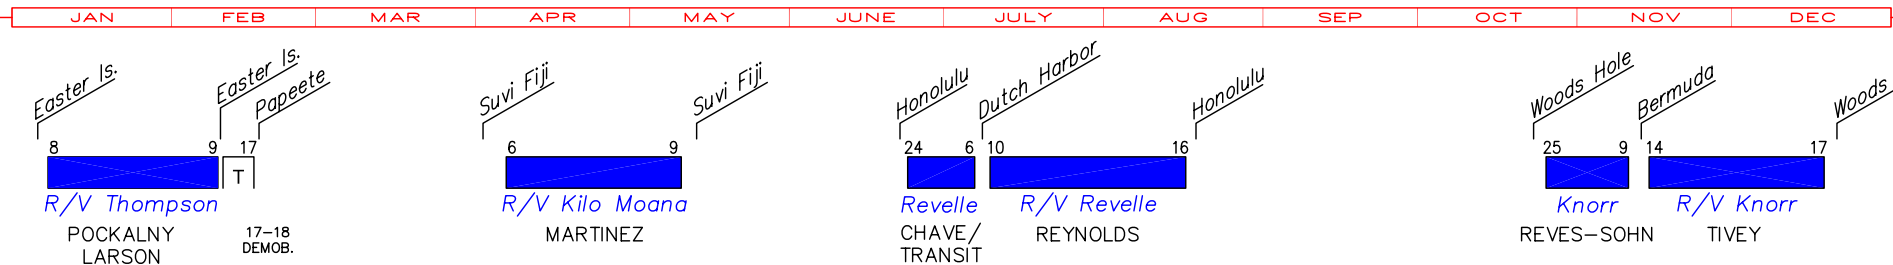 JAN FEB MAR APR MAY JUNE JULY AUG SEP OCT NOV DEC
Easter Is. Easter Is. Papeete Suvi Fiji Suvi Fiji Honolulu Dutch Harbor Honolulu Woods Hole Bermuda Woods
8 9 17 6 9 24 6 10 16 25 9 14 17
T
R/V Thompson R/V Kilo Moana Revelle R/V Revelle Knorr R/V Knorr
POCKALNY 17-18 MARTINEZ CHAVE/ REYNOLDS REVES-SOHN TIVEY
LARSON DEMOB. TRANSIT